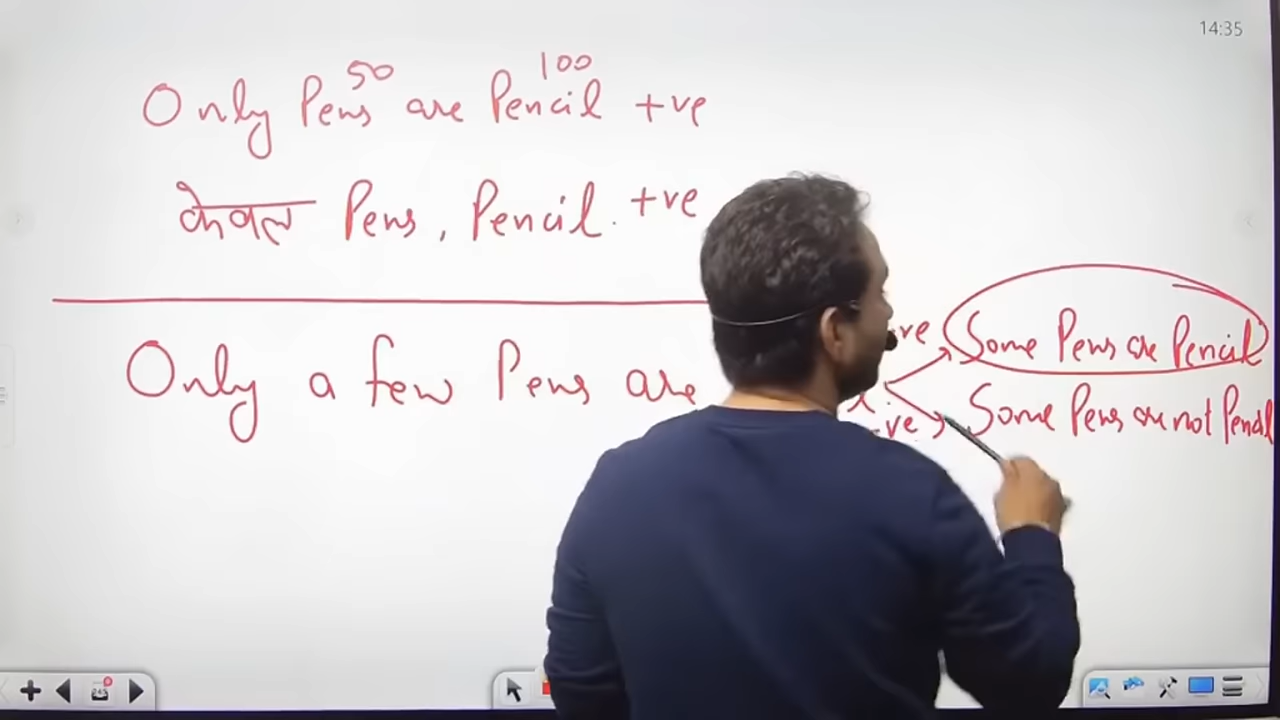 14:35
50 100
Only Pens are Pencil +ve
केवल Pens, Pencil. +ve
Only a few Pens are
ve Some Pens are Pencil
-ve Some Pens are not Pencil
245